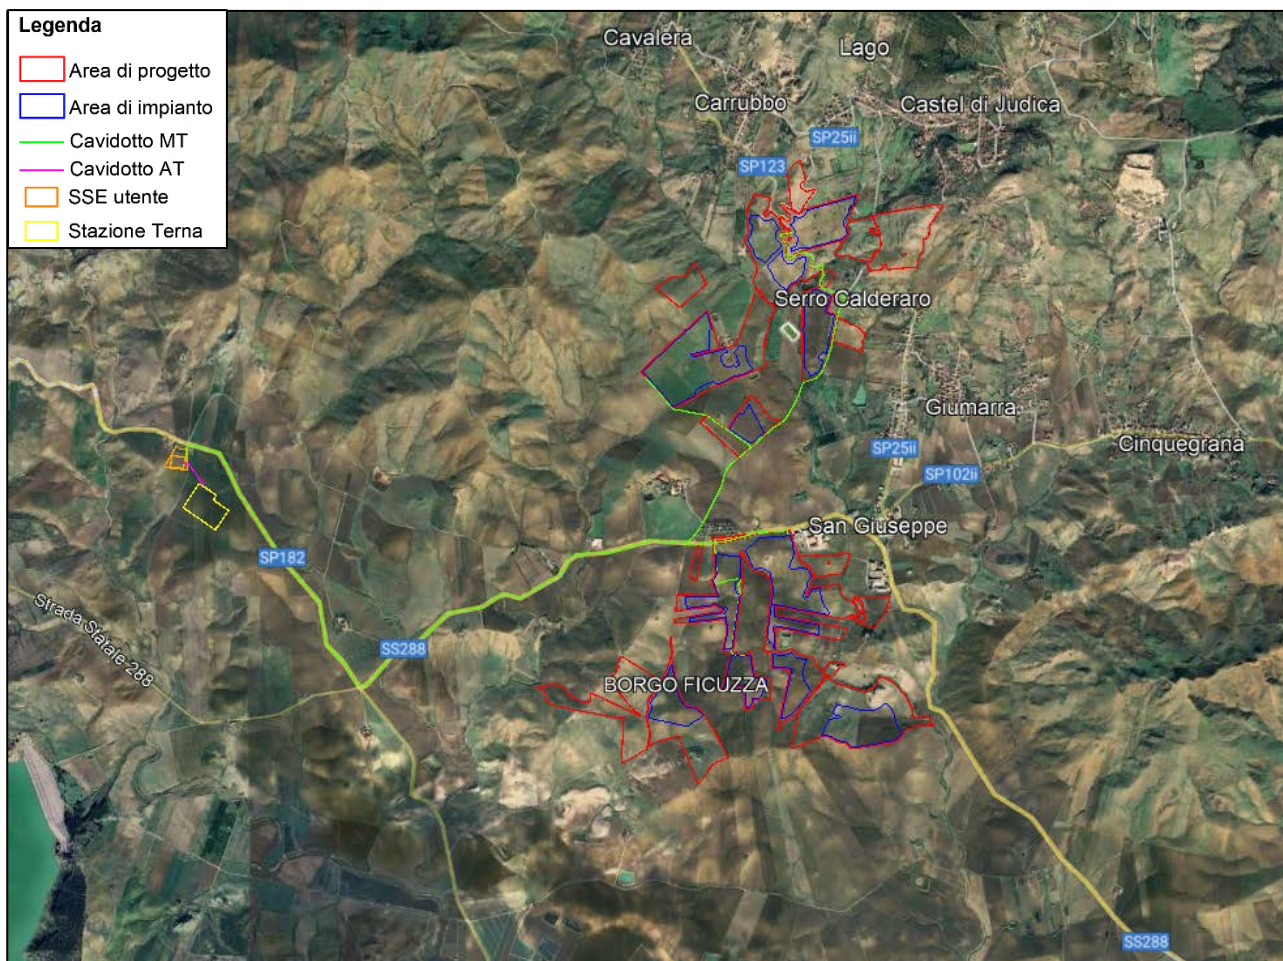 Legenda
Area di progetto
Area di impianto
Cavidotto MT
Cavidotto AT
SSE utente
Stazione Terna
Cavalera
Lago
Carrubbo
Castel di Judica
SP25ii
SP123
Serro Calderaro
Giumarra
Cinquegrana
SP25ii
SP102ii
San Giuseppe
SP182
Strada Statale 288
SS288
BORGO FICUZZA
SS288